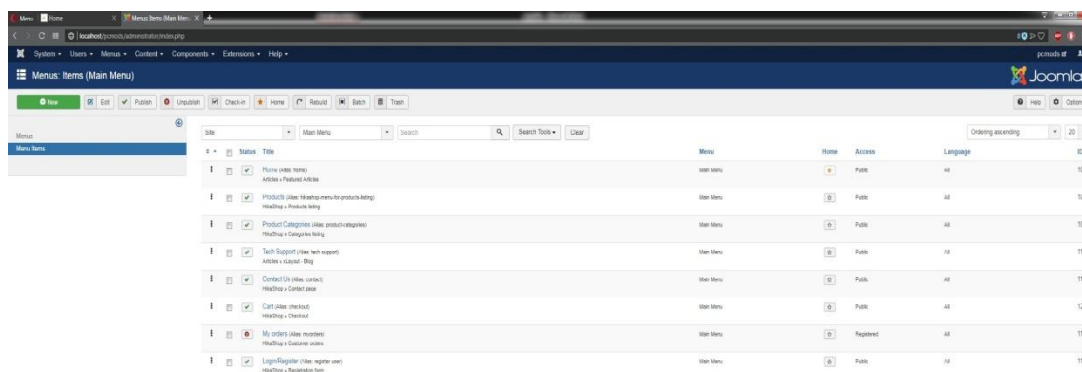 Menu Home Menus: Items (Main Menu
localhost/pcmods/administrator/index.php
System Users Menus Content Components Extensions Help pcmods
Menus: Items (Main Menu) Joomla
New Edit Publish Unpublish Check-in Home Rebuild Batch Trash Help Option
Site Main Menu Search Search Tools Clear Ordering ascending 20
Menus
Menu Items
Status Title Menu Home Access Language
Home (Alias: home) Main Menu Public All
Articles » Featured Articles
Products (Alias: hikashop-menu-for-products-listing) Main Menu Public All
HikaShop » Products listing
Product Categories (Alias: product-categories) Main Menu Public All
HikaShop » Categories listing
Tech Support (Alias: tech support) Main Menu Public All
Articles » xLayout - Blog
Contact Us (Alias: contact) Main Menu Public All
HikaShop » Contact page
Cart (Alias: checkout) Main Menu Public All
HikaShop » Checkout
My orders (Alias: myorders) Main Menu Registered All
HikaShop » Customer orders
Login/Register (Alias: register user) Main Menu Public All
HikaShop » Registration form